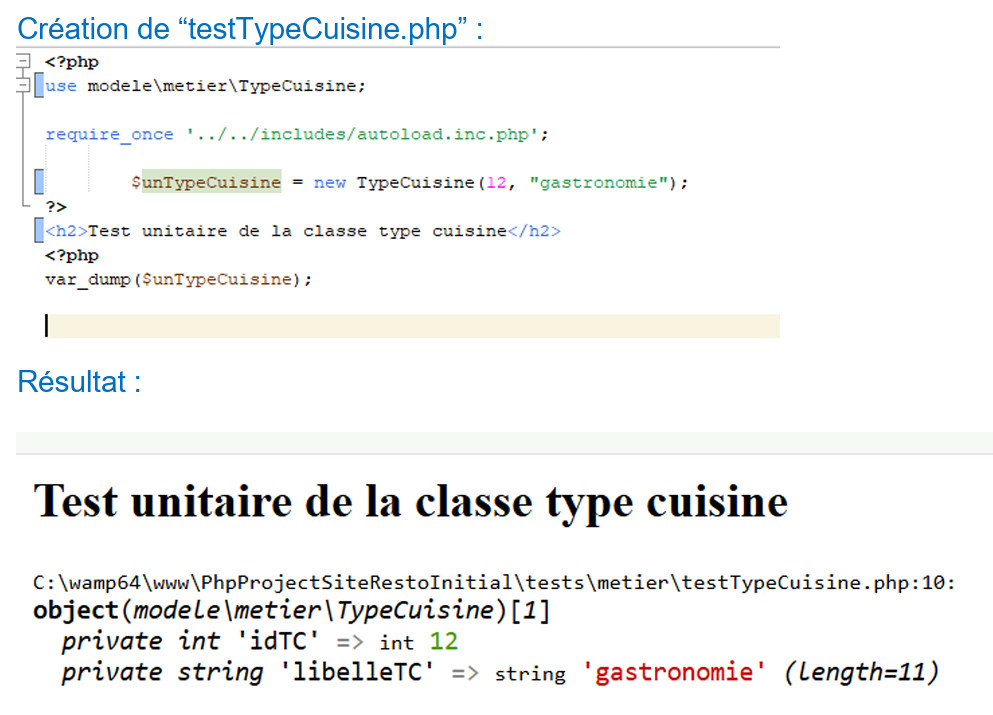 Création de “testTypeCuisine.php” :
<?php
use modele\metier\TypeCuisine;
require_once '../../includes/autoload.inc.php';
$unTypeCuisine = new TypeCuisine(12, "gastronomie");
?>
<h2>Test unitaire de la classe type cuisine</h2>
<?php
var_dump($unTypeCuisine);
Résultat :
Test unitaire de la classe type cuisine
C:\wamp64\www\PhpProjectSiteRestoInitial\tests\metier\testTypeCuisine.php:10:
object(modele\metier\TypeCuisine)[1]
private int 'idTC' => int 12
private string 'libelleTC' => string 'gastronomie' (length=11)